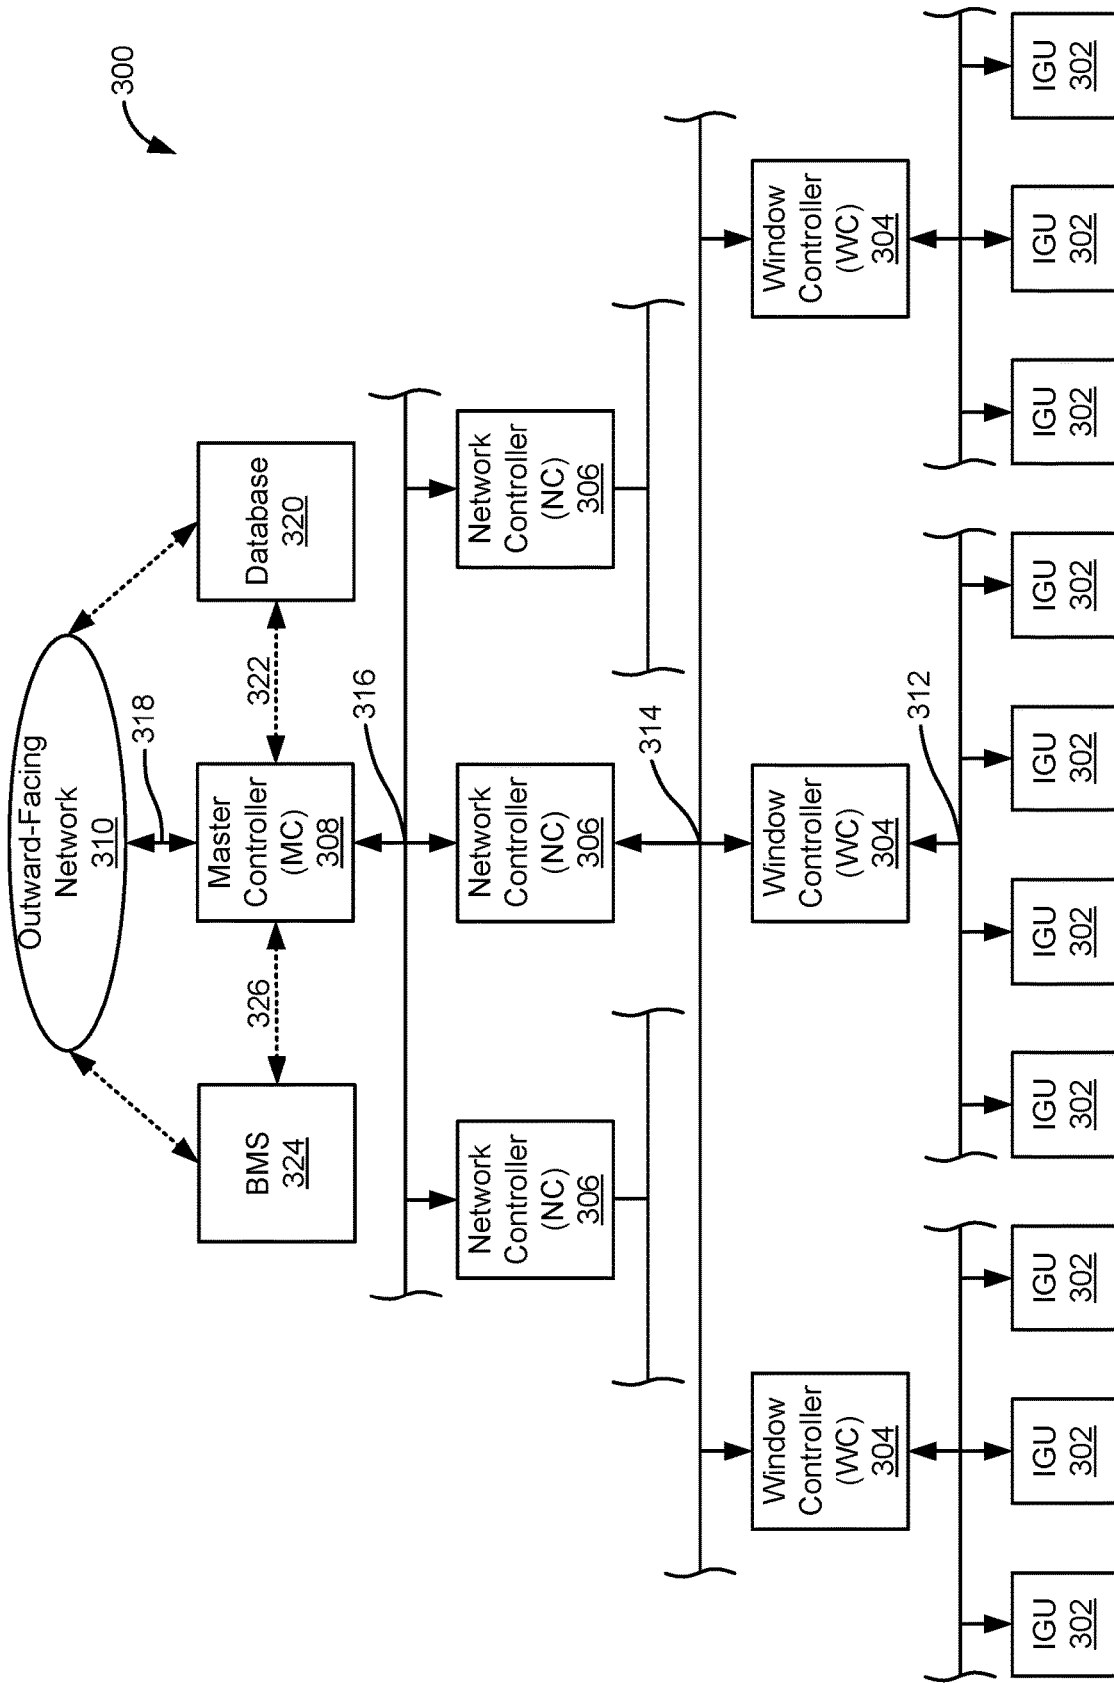 300
Outward-Facing
Network
310
318
BMS
324
326
Master
Controller
(MC)
308
322
Database
320
316
Network
Controller
(NC)
306
Network
Controller
(NC)
306
Network
Controller
(NC)
306
314
Window
Controller
(WC)
304
Window
Controller
(WC)
304
Window
Controller
(WC)
304
312
IGU
302
IGU
302
IGU
302
IGU
302
IGU
302
IGU
302
IGU
302
IGU
302
IGU
302
IGU
302